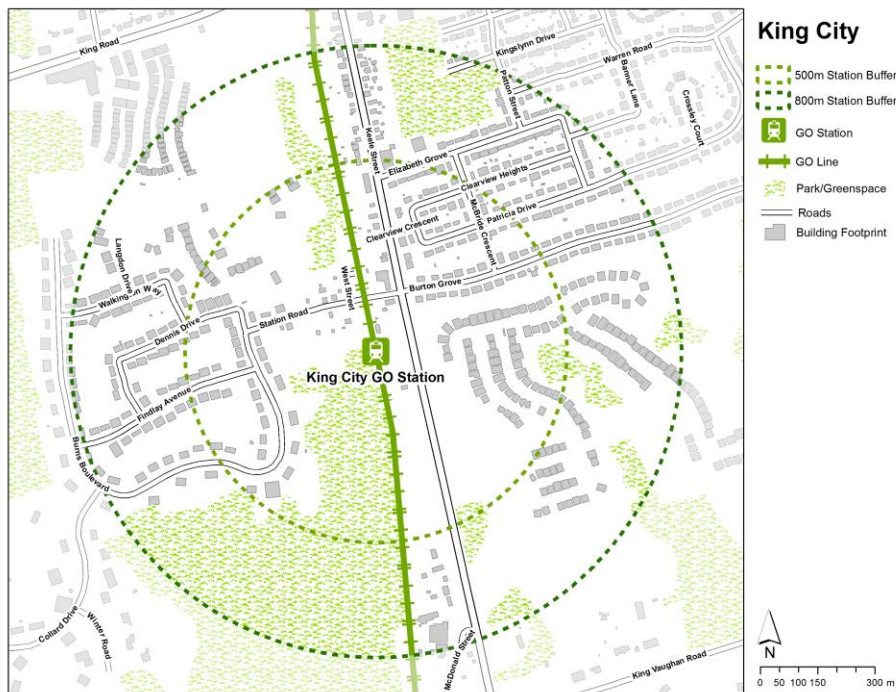 King City
500m Station Buffer
800m Station Buffer
GO Station
GO Line
Park/Greenspace
Roads
Building Footprint
King Road
Kingslynn Drive
Warren Road
Banner Lane
Patton Street
Crossley Court
Keele Street
Elizabeth Grove
Clearview Heights
McBride Crescent
Patricia Drive
Clearview Crescent
Langdon Drive
Walkington Way
West Street
Burton Grove
Station Road
Dennis Drive
King City GO Station
Findlay Avenue
Burns Boulevard
Collard Drive
Winter Road
McDonald Street
King Vaughan Road
N
0 50 100 150 300 m